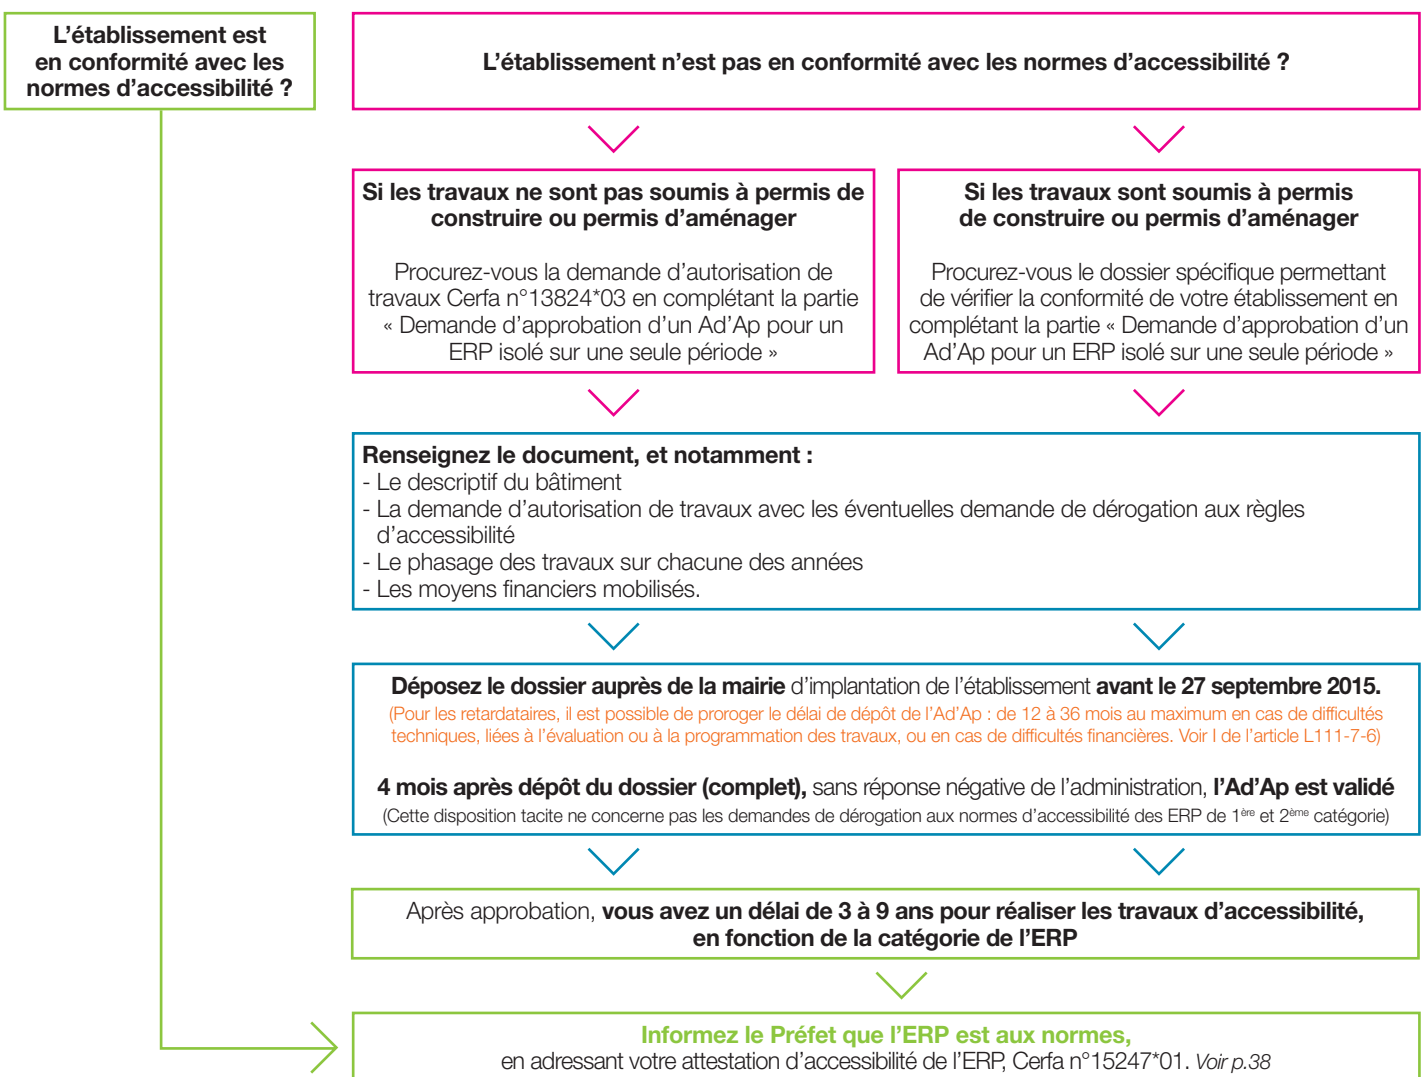 L'établissement est
en conformité avec les
normes d'accessibilité ?
L'établissement n'est pas en conformité avec les normes d'accessibilité ?
Si les travaux ne sont pas soumis à permis de
construire ou permis d'aménager
Procurez-vous la demande d'autorisation de
travaux Cerfa n°13824*03 en complétant la partie
« Demande d'approbation d'un Ad'Ap pour un
ERP isolé sur une seule période »
Si les travaux sont soumis à permis
de construire ou permis d'aménager
Procurez-vous le dossier spécifique permettant
de vérifier la conformité de votre établissement en
complétant la partie « Demande d'approbation d'un
Ad'Ap pour un ERP isolé sur une seule période »
Renseignez le document, et notamment :
- Le descriptif du bâtiment
- La demande d'autorisation de travaux avec les éventuelles demande de dérogation aux règles
d'accessibilité
- Le phasage des travaux sur chacune des années
- Les moyens financiers mobilisés.
Déposez le dossier auprès de la mairie d'implantation de l'établissement avant le 27 septembre 2015.
(Pour les retardataires, il est possible de proroger le délai de dépôt de l'Ad'Ap : de 12 à 36 mois au maximum en cas de difficultés
techniques, liées à l'évaluation ou à la programmation des travaux, ou en cas de difficultés financières. Voir I de l'article L111-7-6)
4 mois après dépôt du dossier (complet), sans réponse négative de l'administration, l'Ad'Ap est validé
(Cette disposition tacite ne concerne pas les demandes de dérogation aux normes d'accessibilité des ERP de 1ère et 2ème catégorie)
Après approbation, vous avez un délai de 3 à 9 ans pour réaliser les travaux d'accessibilité,
en fonction de la catégorie de l'ERP
Informez le Préfet que l'ERP est aux normes,
en adressant votre attestation d'accessibilité de l'ERP, Cerfa n°15247*01. Voir p.38